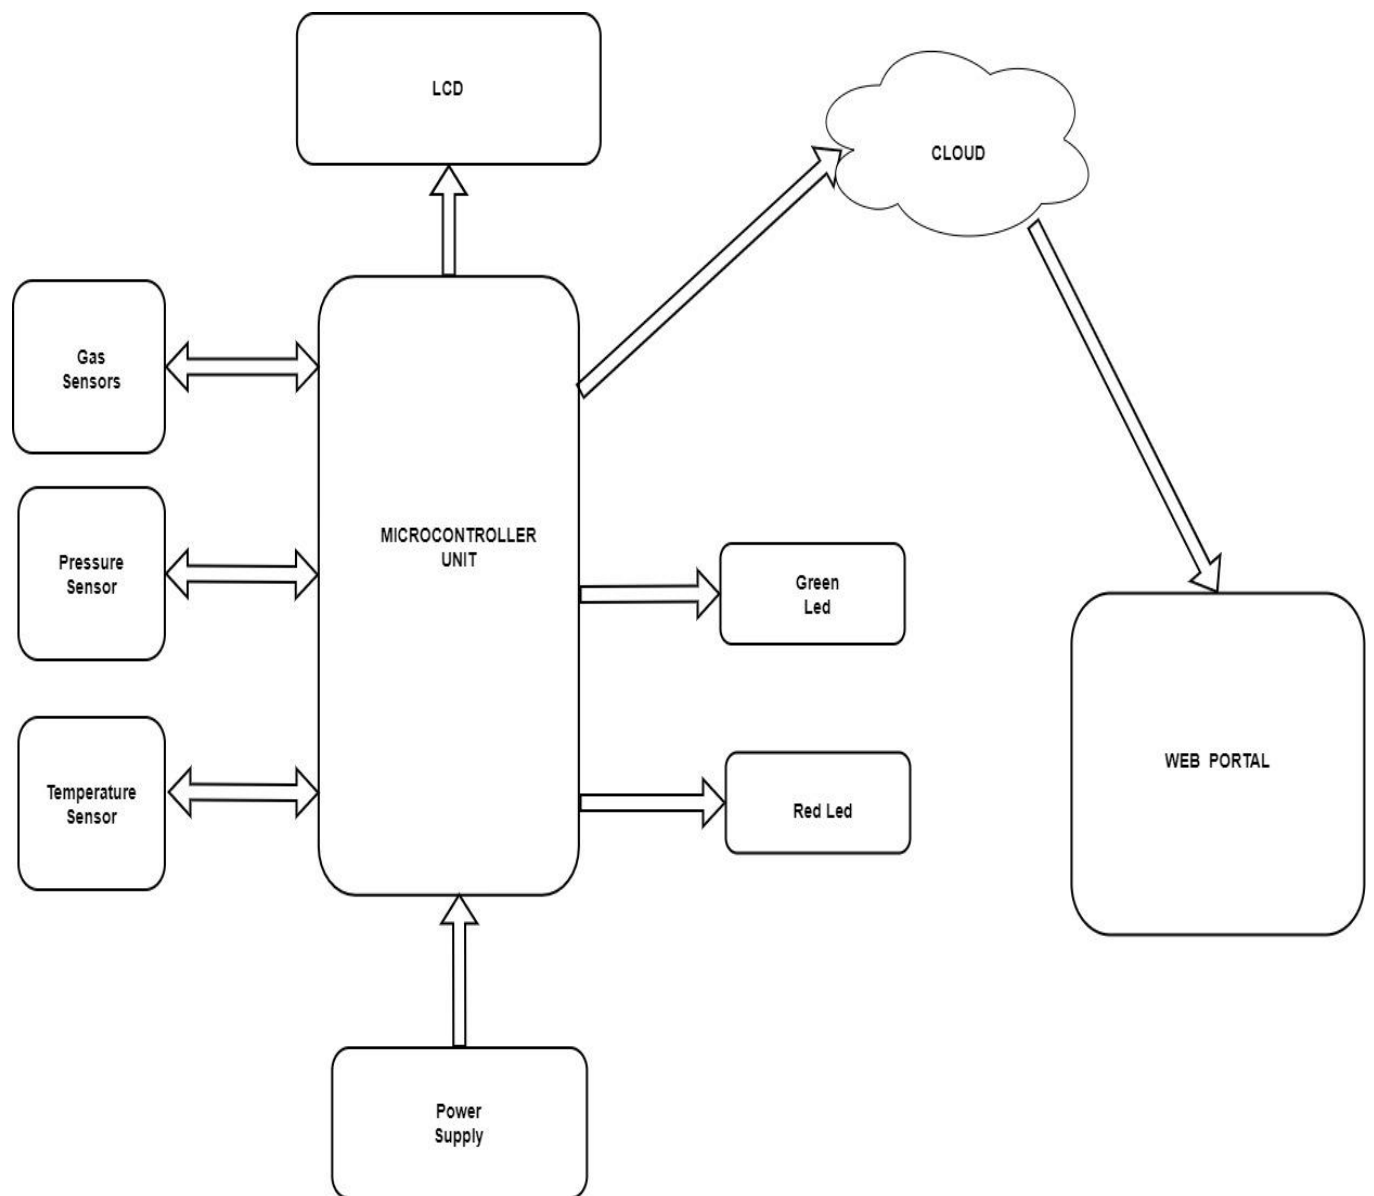 LCD
CLOUD
Gas
Sensors
MICROCONTROLLER
UNIT
Pressure
Sensor
Green
Led
WEB PORTAL
Temperature
Sensor
Red Led
Power
Supply